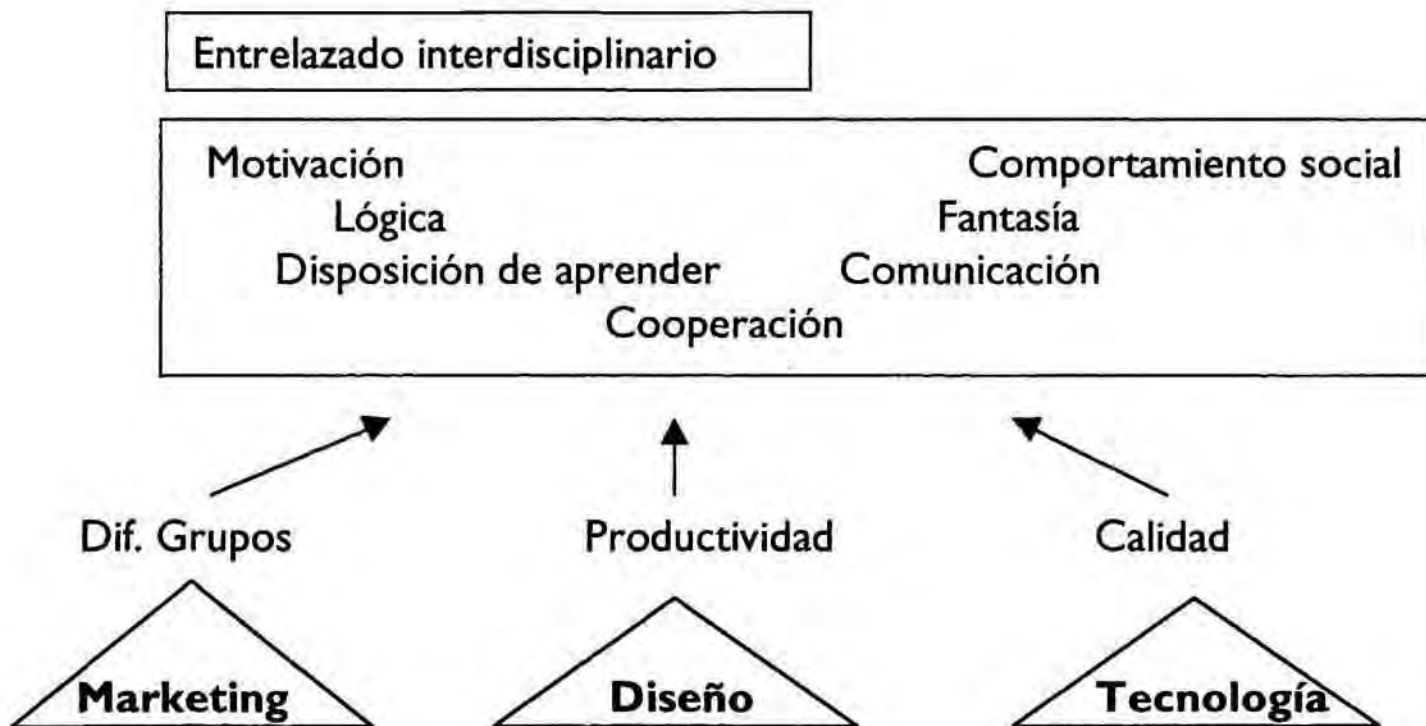 Entrelazado interdisciplinario
Motivación Comportamiento social
Lógica Fantasía
Disposición de aprender Comunicación
Cooperación
Dif. Grupos Productividad Calidad
Marketing Diseño Tecnología